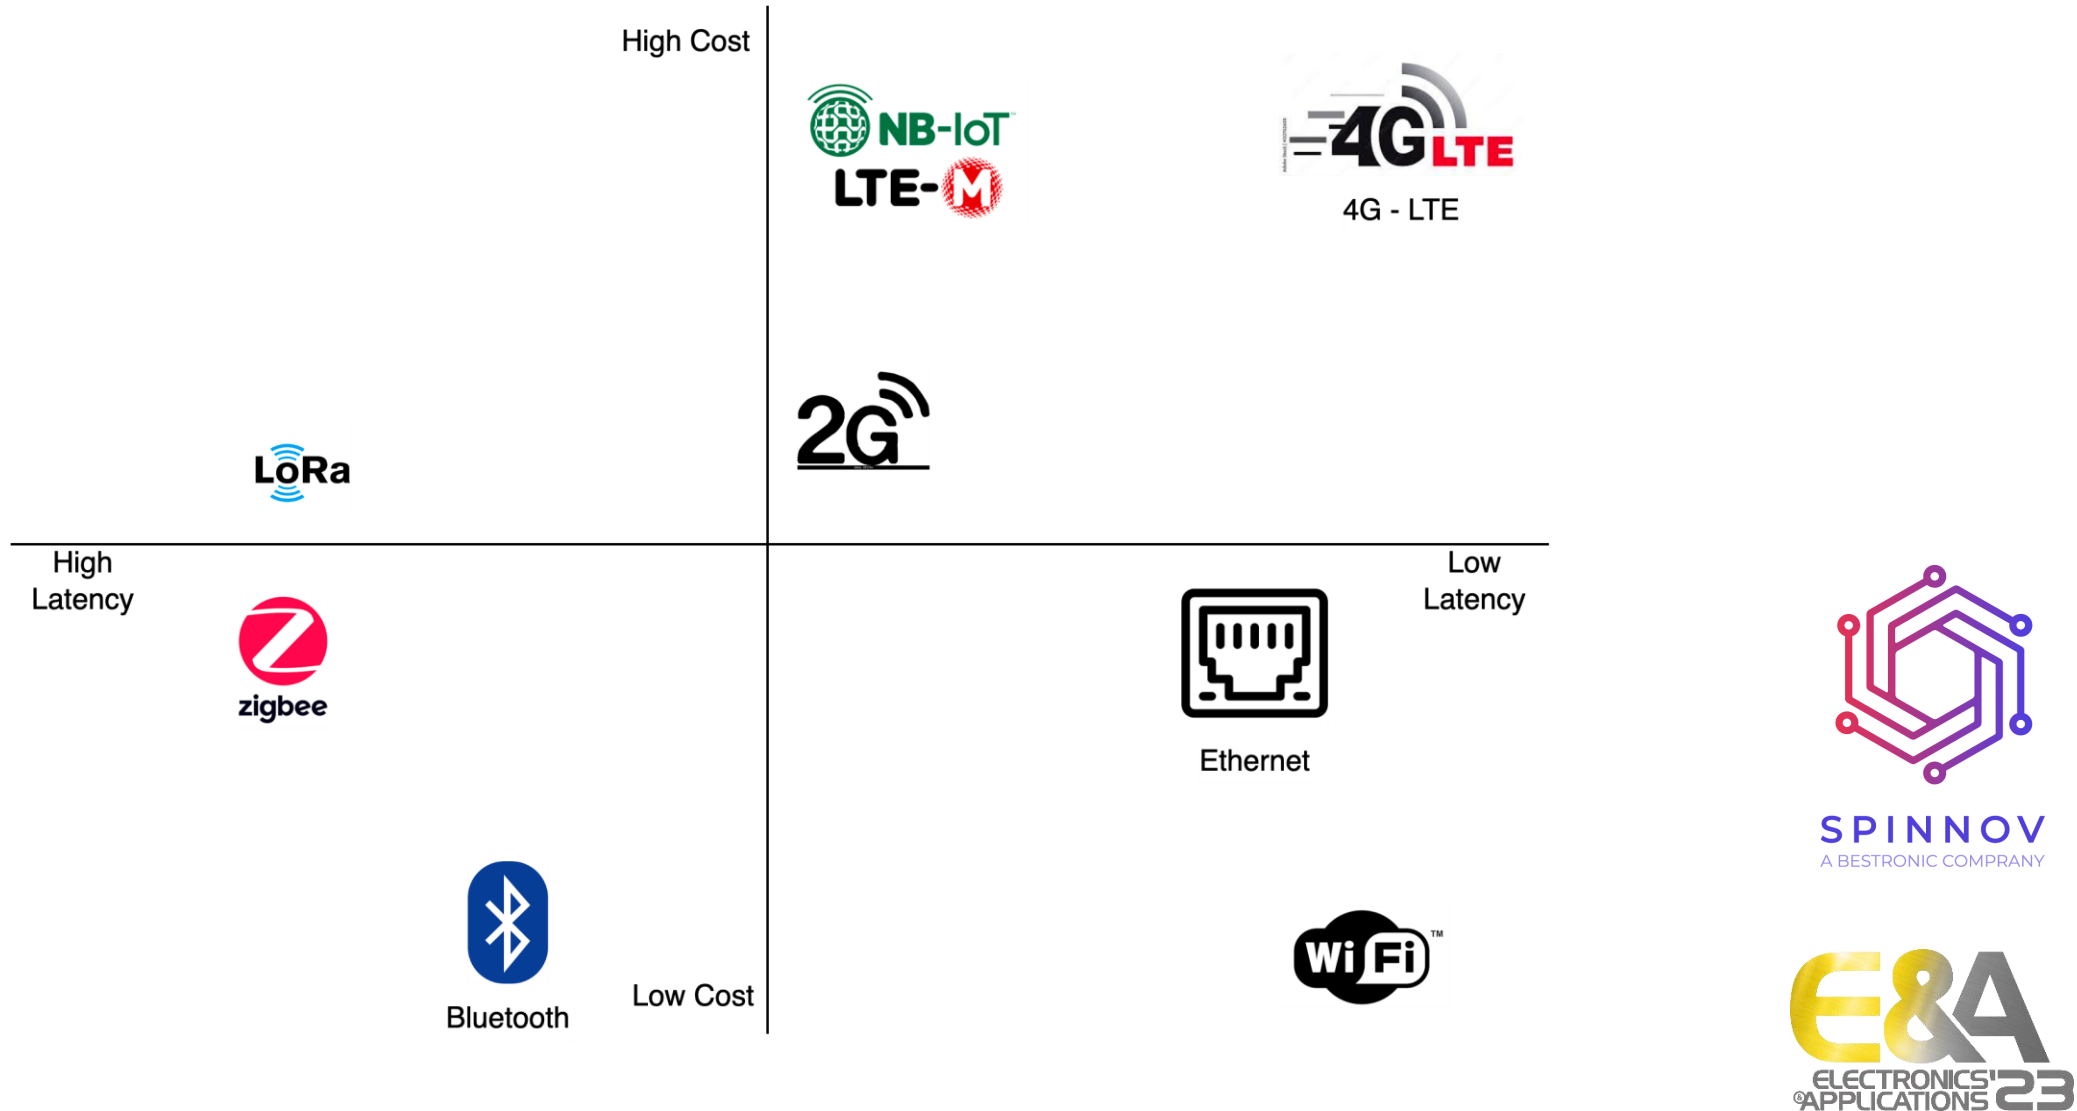 High Cost
NB-IoT
LTE-M
4G LTE
4G - LTE
2G
LoRa
High
Latency
Low
Latency
zigbee
Ethernet
Bluetooth
Low Cost
WiFi™
SPINNOV
A BESTRONIC COMPRANY
E&A
ELECTRONICS'23
&APPLICATIONS